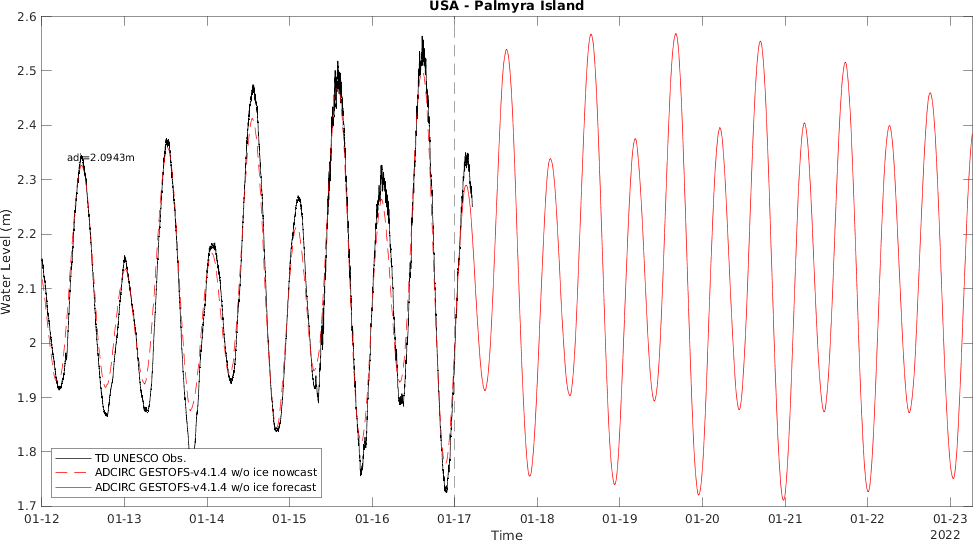 USA - Palmyra Island
2.6
2.5
2.4
2.3
2.2
2.1
2
1.9
1.8
1.7
Water Level (m)
adj=2.0943m
TD UNESCO Obs.
ADCIRC GESTOFS-v4.1.4 w/o ice nowcast
ADCIRC GESTOFS-v4.1.4 w/o ice forecast
01-12 01-13 01-14 01-15 01-16 01-17 01-18 01-19 01-20 01-21 01-22 01-23
Time
2022